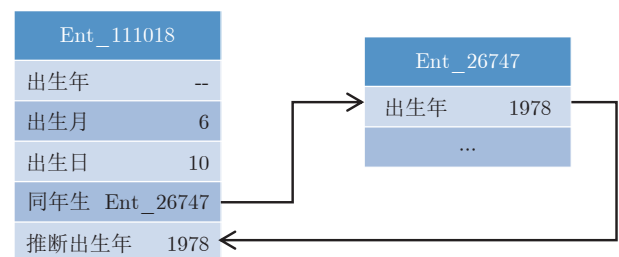 Ent_111018
出生年 --
出生月 6
出生日 10
同年生 Ent_26747
推断出生年 1978
Ent_26747
出生年 1978
...